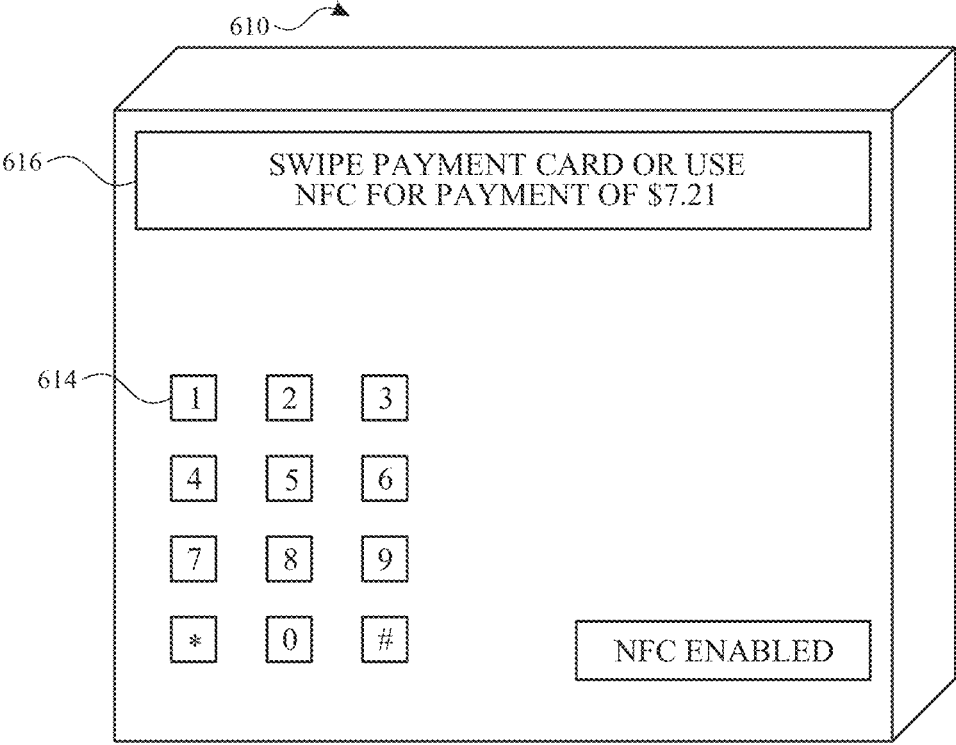 610
616
SWIPE PAYMENT CARD OR USE
NFC FOR PAYMENT OF $7.21
614
1 2 3
4 5 6
7 8 9
* 0 #
NFC ENABLED